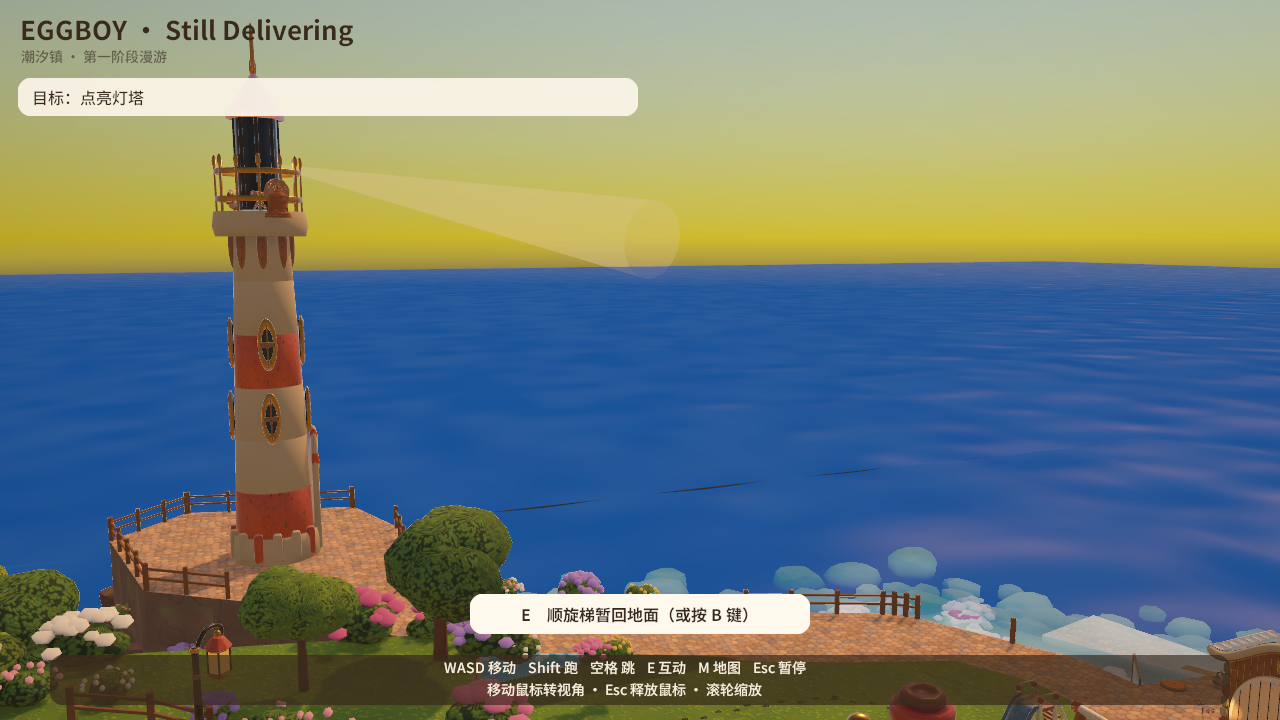 EGGBOY · Still Delivering
潮汐镇 · 第一阶段漫游
目标：点亮灯塔
E 顺旋梯暂回地面（或按 B 键）
WASD 移动 Shift 跑 空格 跳 E 互动 M 地图 Esc 暂停
移动鼠标转视角 · Esc 释放鼠标 · 滚轮缩放